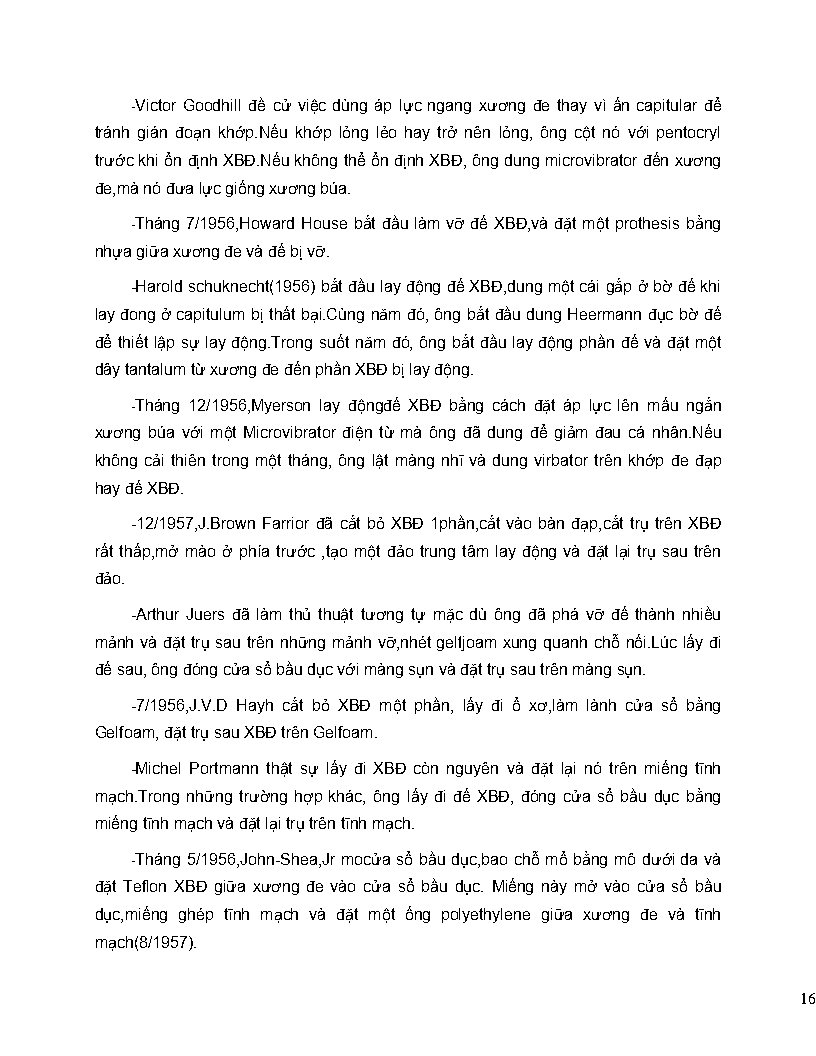 -Victor Goodhill đề cử việc dùng áp lực ngang xương đe thay vì ấn capitular để
tránh gián đoạn khớp.Nếu khớp lỏng lẻo hay trở nên lỏng, ông cột nó với pentocryl
trước khi ổn định XBĐ.Nếu không thể ổn định XBĐ, ông dung microvibrator đến xương
đe,mà nó đưa lực giống xương búa.
-Tháng 7/1956,Howard House bắt đầu làm vỡ đế XBĐ,và đặt một prothesis bằng
nhựa giữa xương đe và đế bị vỡ.
-Harold schuknecht(1956) bắt đầu lay động đế XBĐ,dung một cái gắp ở bờ đế khi
lay đong ở capitulum bị thất bại.Cùng năm đó, ông bắt đầu dung Heermann đục bờ đế
để thiết lập sự lay động.Trong suốt năm đó, ông bắt đầu lay động phần đế và đặt một
dây tantalum từ xương đe đến phần XBĐ bị lay động.
-Tháng 12/1956,Myerson lay độngđế XBĐ bằng cách đặt áp lực lên mấu ngắn
xương búa với một Microvibrator điện từ mà ông đã dung để giảm đau cá nhân.Nếu
không cải thiên trong một tháng, ông lật màng nhĩ và dung virbator trên khớp đe đạp
hay đế XBĐ.
-12/1957,J.Brown Farrior đã cắt bỏ XBĐ 1phần,cắt vào bàn đạp,cắt trụ trên XBĐ
rất thấp,mở mào ở phía trước ,tạo một đảo trung tâm lay động và đặt lại trụ sau trên
đảo.
-Arthur Juers đã làm thủ thuật tương tự mặc dù ông đã phá vỡ đế thành nhiều
mảnh và đặt trụ sau trên những mảnh vỡ,nhét geltjoam xung quanh chỗ nối.Lúc lấy đi
đế sau, ông đóng cửa sổ bầu dục với màng sụn và đặt trụ sau trên màng sụn.
-7/1956,J.V.D Hayh cắt bỏ XBĐ một phần, lấy đi ổ xơ,làm lành cửa sổ bằng
Gelfoam, đặt trụ sau XBĐ trên Gelfoam.
-Michel Portmann thật sự lấy đi XBĐ còn nguyên và đặt lại nó trên miếng tĩnh
mạch.Trong những trường hợp khác, ông lấy đi đế XBĐ, đóng cửa sổ bầu dục bằng
miếng tĩnh mạch và đặt lại trụ trên tĩnh mạch.
-Tháng 5/1956,John-Shea,Jr mocửa sổ bầu dục,bao chỗ mổ bằng mô dưới da và
đặt Teflon XBĐ giữa xương đe vào cửa sổ bầu dục. Miếng này mở vào cửa sổ bầu
dục,miếng ghép tĩnh mạch và đặt một ống polyethylene giữa xương đe và tĩnh
mạch(8/1957).
16